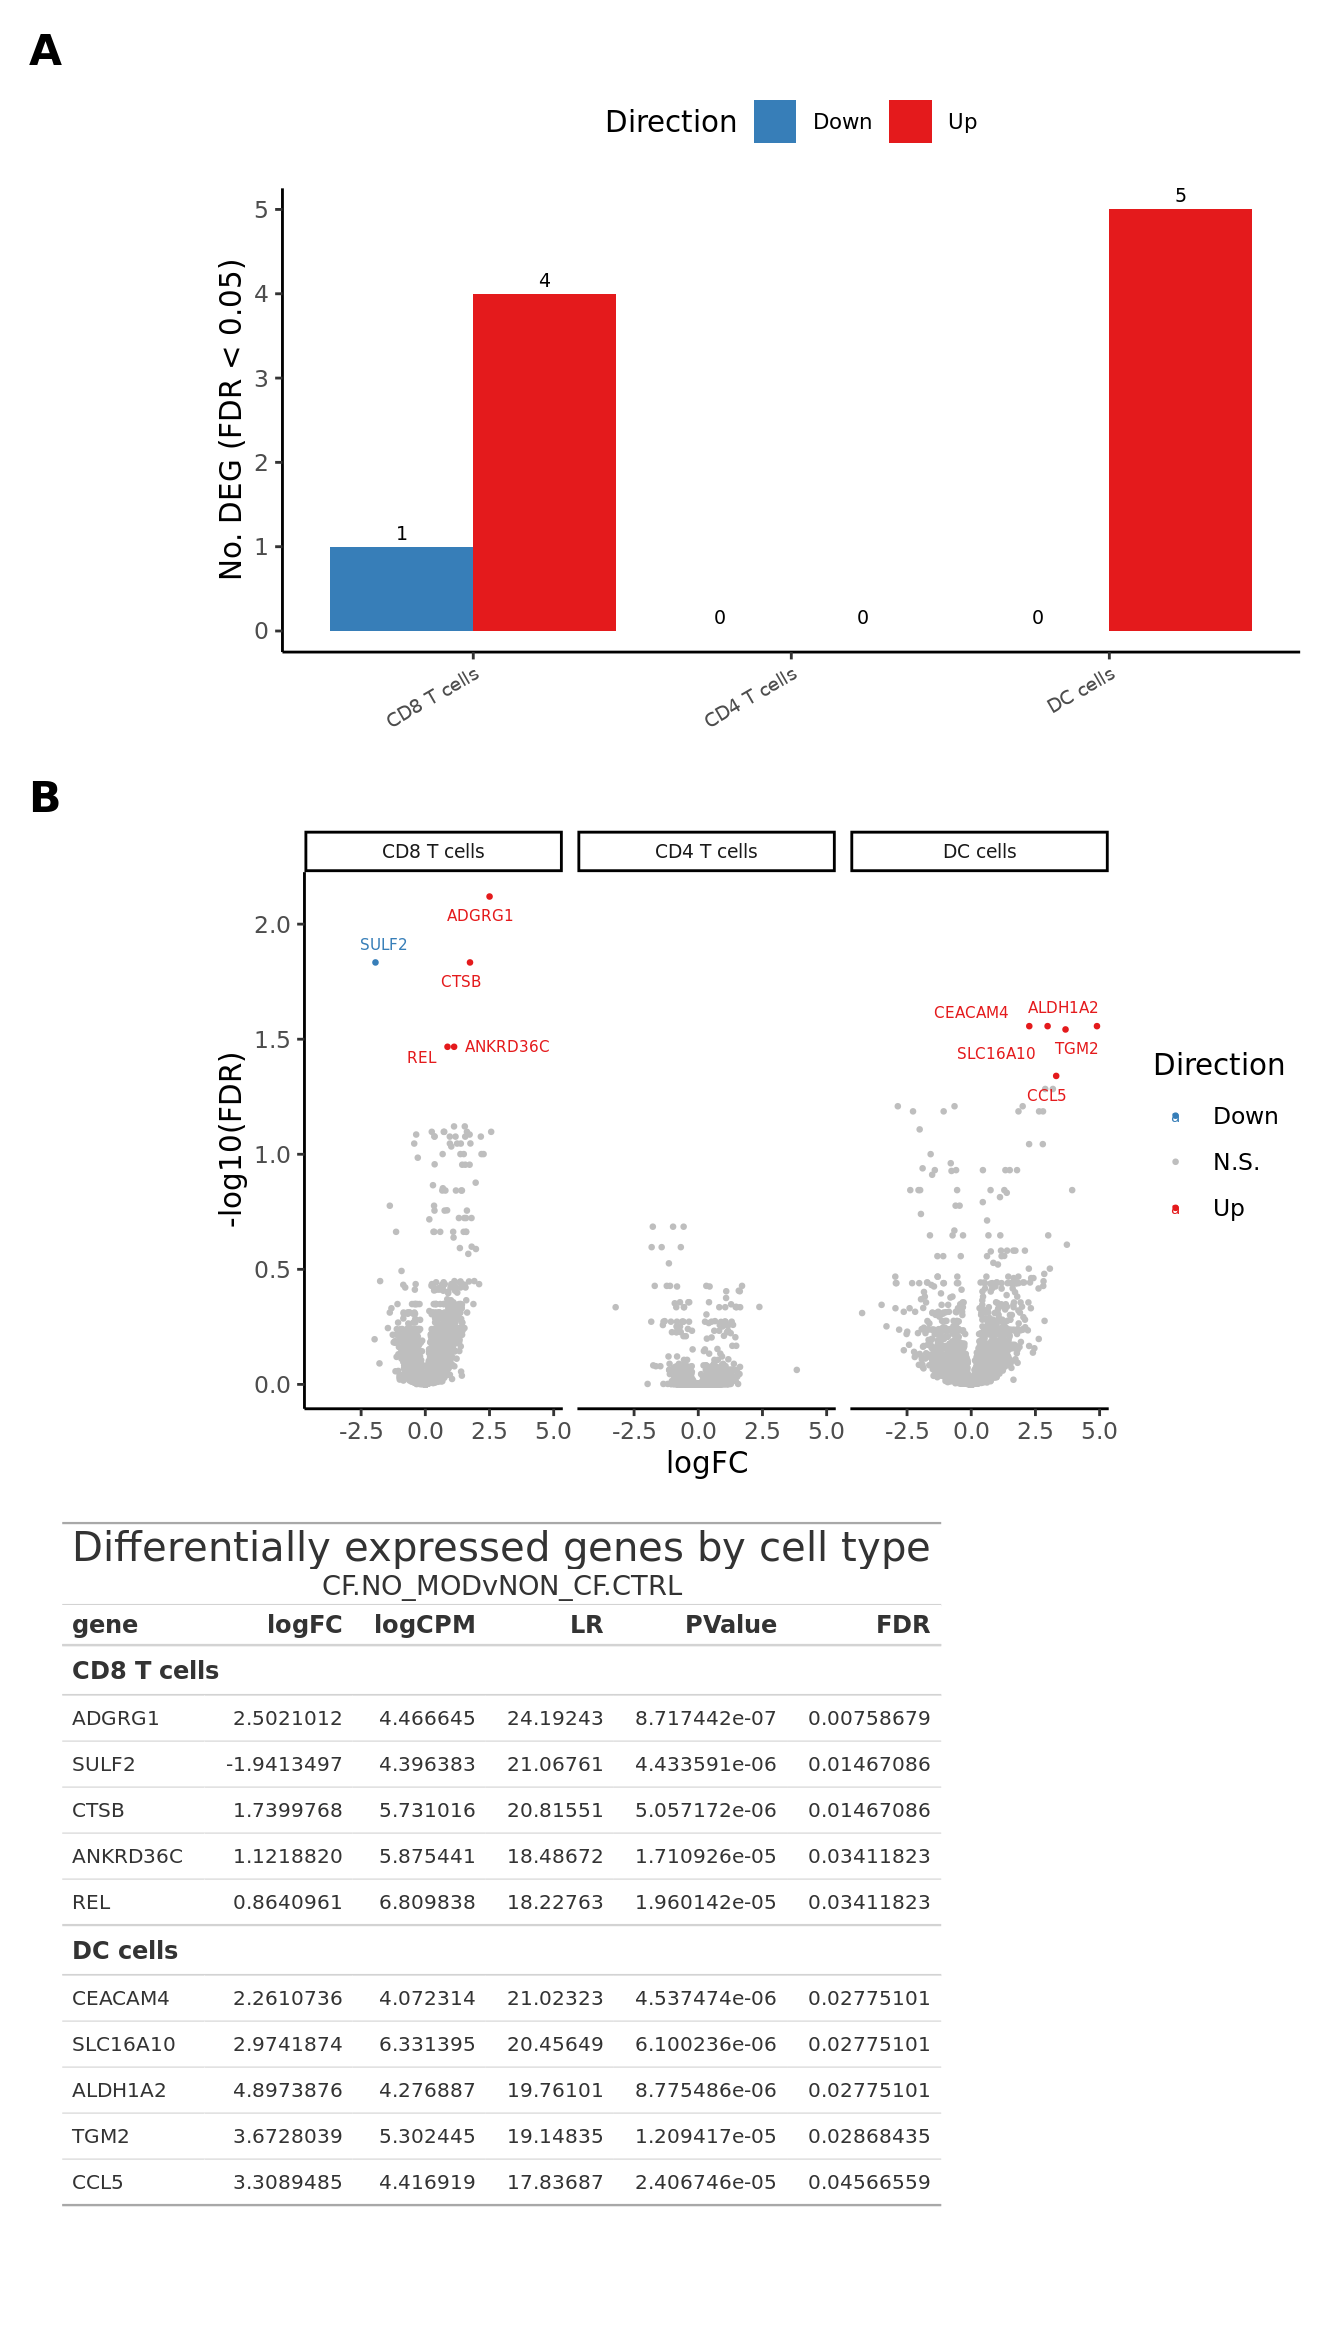 A
Direction Down Up
No. DEG (FDR < 0.05)
5
4
3
2
1
0
1
4
0
0
0
5
CD8 T cells
CD4 T cells
DC cells
B
CD8 T cells CD4 T cells DC cells
-log10(FDR)
2.0
1.5
1.0
0.5
0.0
ADGRG1
SULF2
CTSB
REL ANKRD36C
CEACAM4 ALDH1A2
SLC16A10 TGM2
CCL5
-2.5 0.0 2.5 5.0 -2.5 0.0 2.5 5.0 -2.5 0.0 2.5 5.0
logFC
Direction
a Down
N.S.
a Up
Differentially expressed genes by cell type
CF.NO_MODvNON_CF.CTRL
gene logFC logCPM LR PValue FDR
CD8 T cells
ADGRG1 2.5021012 4.466645 24.19243 8.717442e-07 0.00758679
SULF2 -1.9413497 4.396383 21.06761 4.433591e-06 0.01467086
CTSB 1.7399768 5.731016 20.81551 5.057172e-06 0.01467086
ANKRD36C 1.1218820 5.875441 18.48672 1.710926e-05 0.03411823
REL 0.8640961 6.809838 18.22763 1.960142e-05 0.03411823
DC cells
CEACAM4 2.2610736 4.072314 21.02323 4.537474e-06 0.02775101
SLC16A10 2.9741874 6.331395 20.45649 6.100236e-06 0.02775101
ALDH1A2 4.8973876 4.276887 19.76101 8.775486e-06 0.02775101
TGM2 3.6728039 5.302445 19.14835 1.209417e-05 0.02868435
CCL5 3.3089485 4.416919 17.83687 2.406746e-05 0.04566559